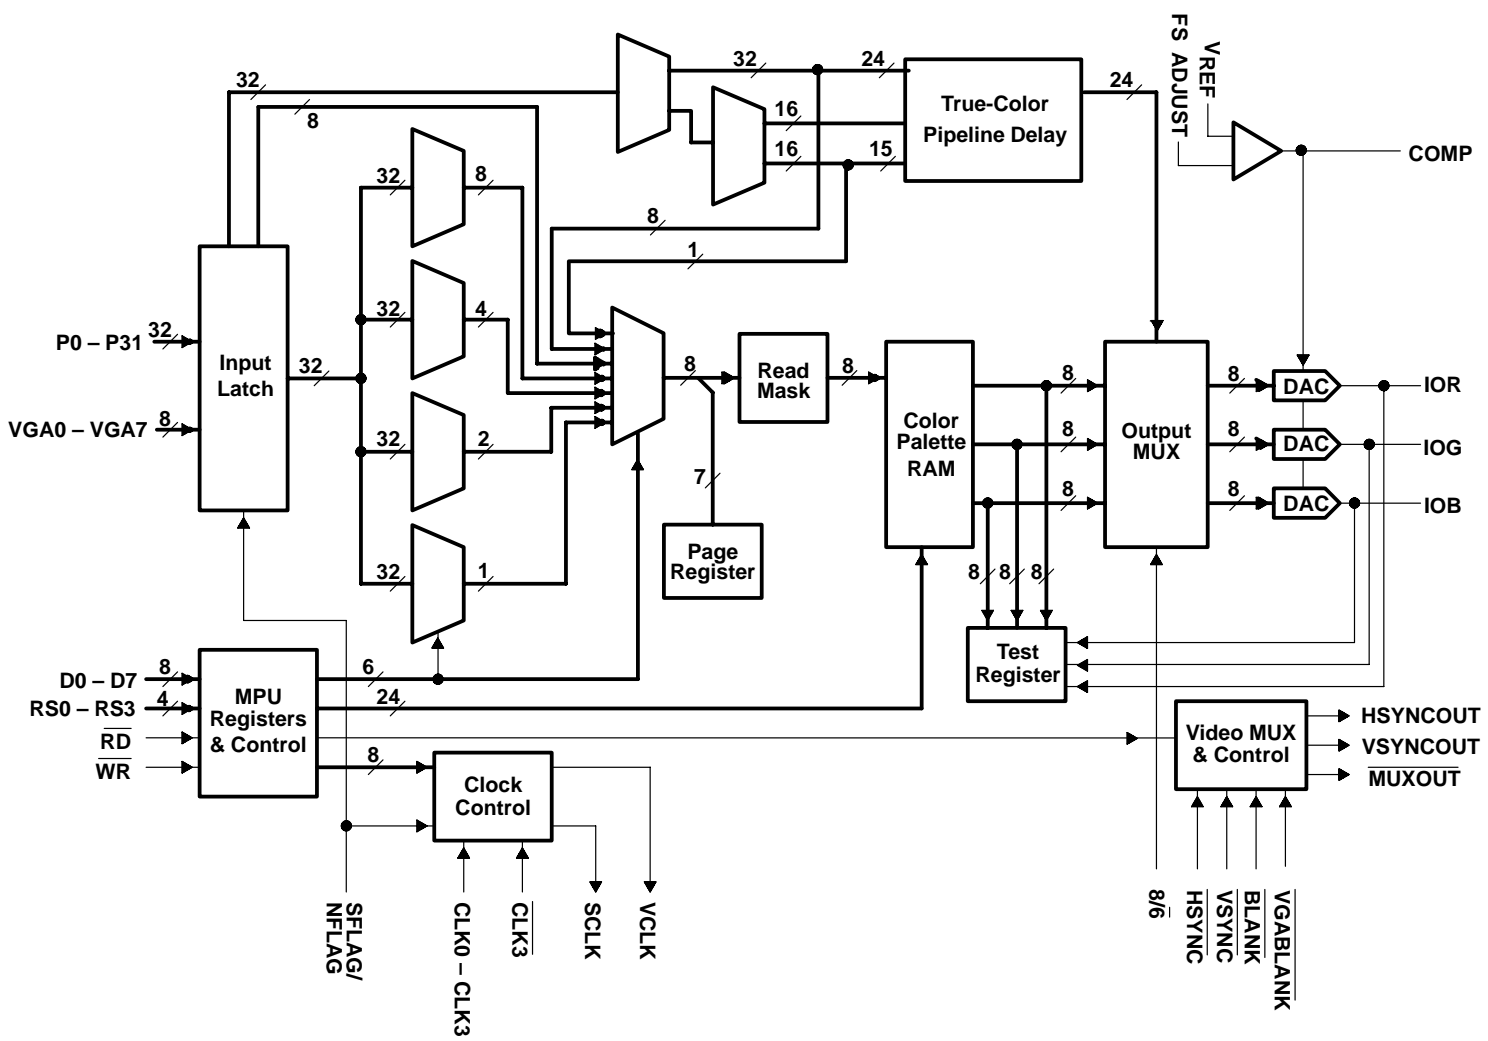 32
24
24
VREF
FS ADJUST
True-Color
Pipeline Delay
32
8
16
16
15
COMP
32
8
8
1
P0 – P31
32
Input
Latch
32
32
4
8
Read
Mask
8
Color
Palette
RAM
8
8
8
Output
MUX
8
8
8
DAC
DAC
DAC
IOR
IOG
IOB
VGA0 – VGA7
8
32
2
7
Page
Register
32
1
8
8
8
Test
Register
D0 – D7
8
RS0 – RS3
4
RD
WR
MPU
Registers
& Control
6
24
8
Clock
Control
Video MUX
& Control
HSYNCOUT
VSYNCOUT
MUXOUT
SFLAG/
NFLAG
CLK0 – CLK3
CLK3
SCLK
VCLK
8/6
HSYNC
VSYNC
BLANK
VGABLANK